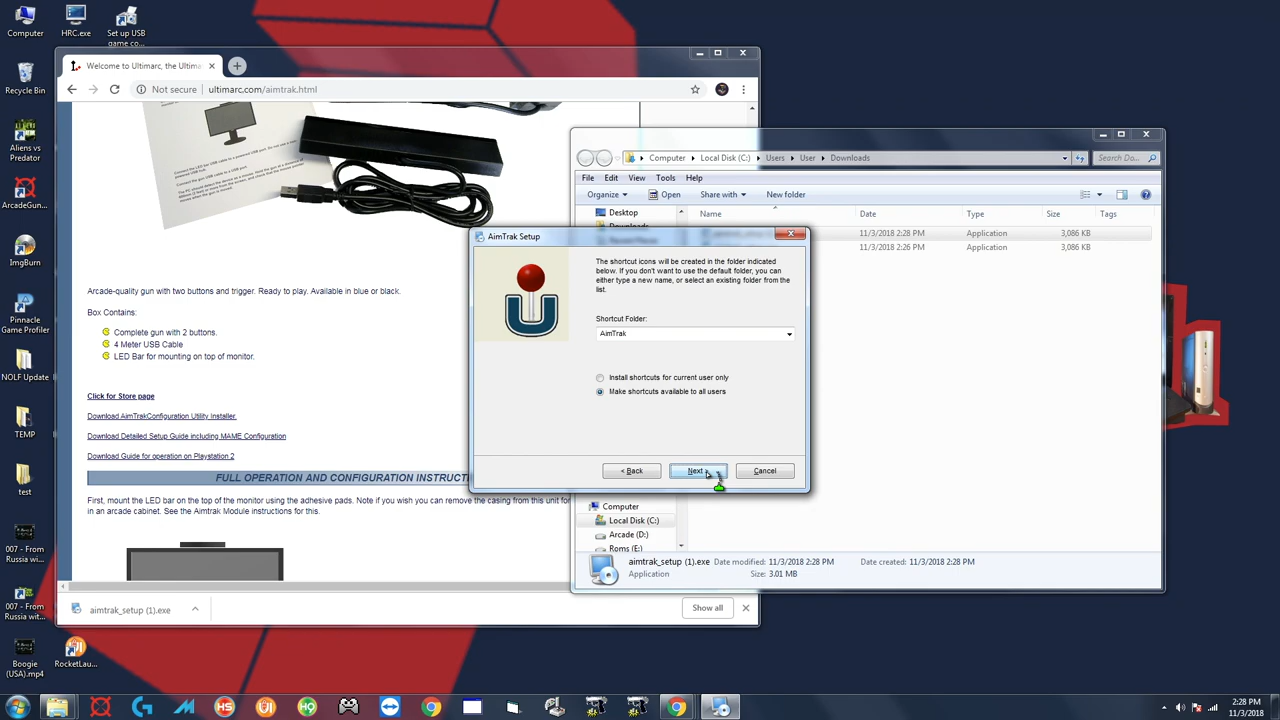 Computer
HRC.exe
Set up USB
game co...
Recycle Bin
Aliens vs
Predator
ArcadeGun...
ImgBurn
Pinnacle
Game Profiler
NOLF Update
TEMP
test
007 - From
Russia wi...
007 - From
Russia wi...
Boogie
(USA).mp4
RocketLau...
Welcome to Ultimarc, the Ultima
Not secure
ultimarc.com/aimtrak.html
Arcade-quality gun with two buttons and trigger. Ready to play. Available in blue or black.
Box Contains:
Complete gun with 2 buttons.
4 Meter USB Cable
LED Bar for mounting on top of monitor.
Click for Store page
Download AimTrakConfiguration Utility Installer.
Download Detailed Setup Guide including MAME Configuration
Download Guide for operation on Playstation 2
FULL OPERATION AND CONFIGURATION INSTRUCTI
First, mount the LED bar on the top of the monitor using the adhesive pads. Note if you wish you can remove the casing from this unit for
in an arcade cabinet. See the Aimtrak Module instructions for this.
aimtrak_setup (1).exe
Show all
Computer
Local Disk (C:)
Users
User
Downloads
Search Do...
File
Edit
View
Tools
Help
Organize
Open
Share with
New folder
Desktop
Downloads
Name
Date
Type
Size
Tags
11/3/2018 2:28 PM
Application
3,086 KB
11/3/2018 2:26 PM
Application
3,086 KB
AimTrak Setup
The shortcut icons will be created in the folder indicated
below. If you don't want to use the default folder, you can
either type a new name, or select an existing folder from the
list.
Shortcut Folder:
AimTrak
Install shortcuts for current user only
Make shortcuts available to all users
< Back
Next >
Cancel
Computer
Local Disk (C:)
Arcade (D:)
Roms (E:)
aimtrak_setup (1).exe
Date modified: 11/3/2018 2:28 PM
Date created: 11/3/2018 2:28 PM
Application
Size: 3.01 MB
2:28 PM
11/3/2018